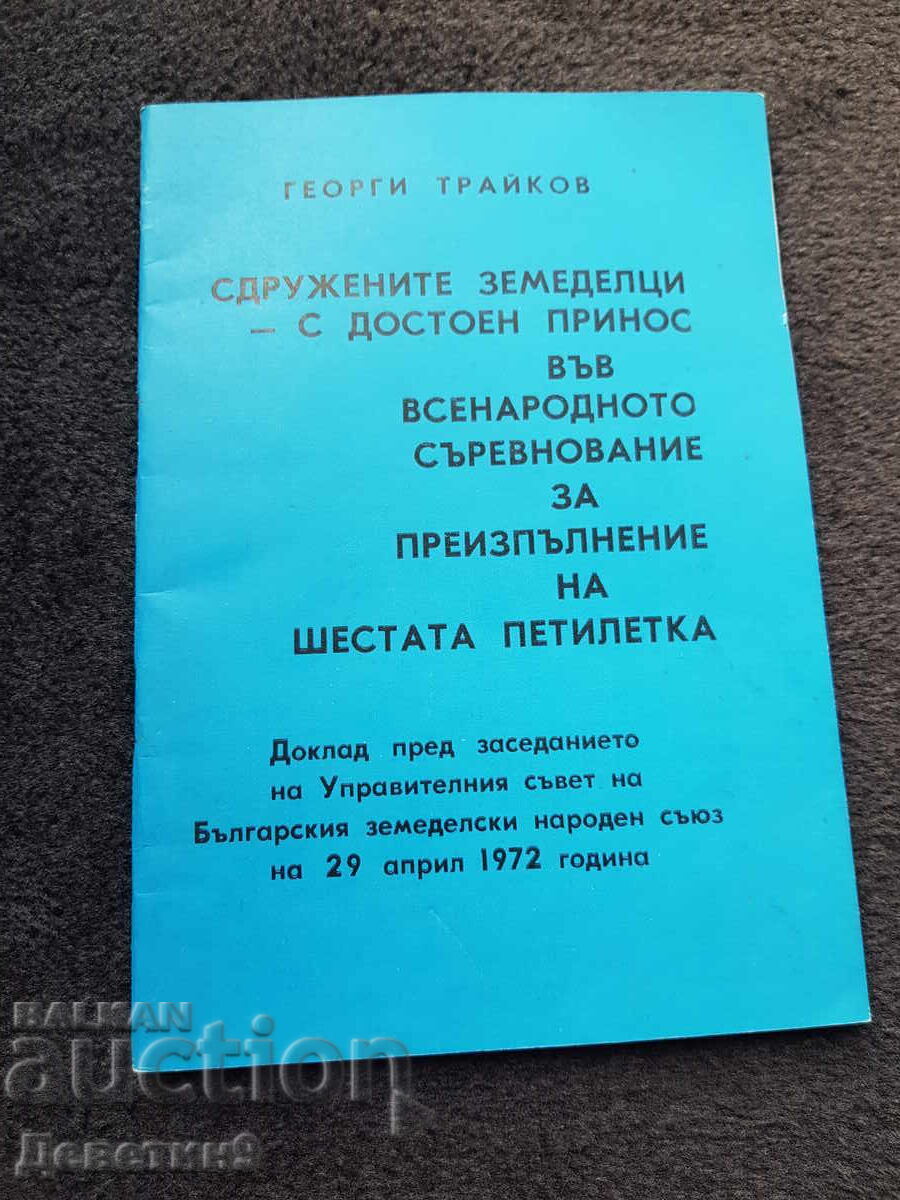 ГЕОРГИ ТРАЙКОВ
СДРУЖЕНИТЕ ЗЕМЕДЕЛЦИ
— С ДОСТОЕН ПРИНОС
ВЪВ
ВСЕНАРОДНОТО
СЪРЕВНОВАНИЕ
ЗА
ПРЕИЗПЪЛНЕНИЕ
НА
ШЕСТАТА ПЕТИЛЕТКА
Доклад пред заседанието
на Управителния съвет на
Българския земеделски народен съюз
на 29 април 1972 година
BALKAN
auction
Деветин9